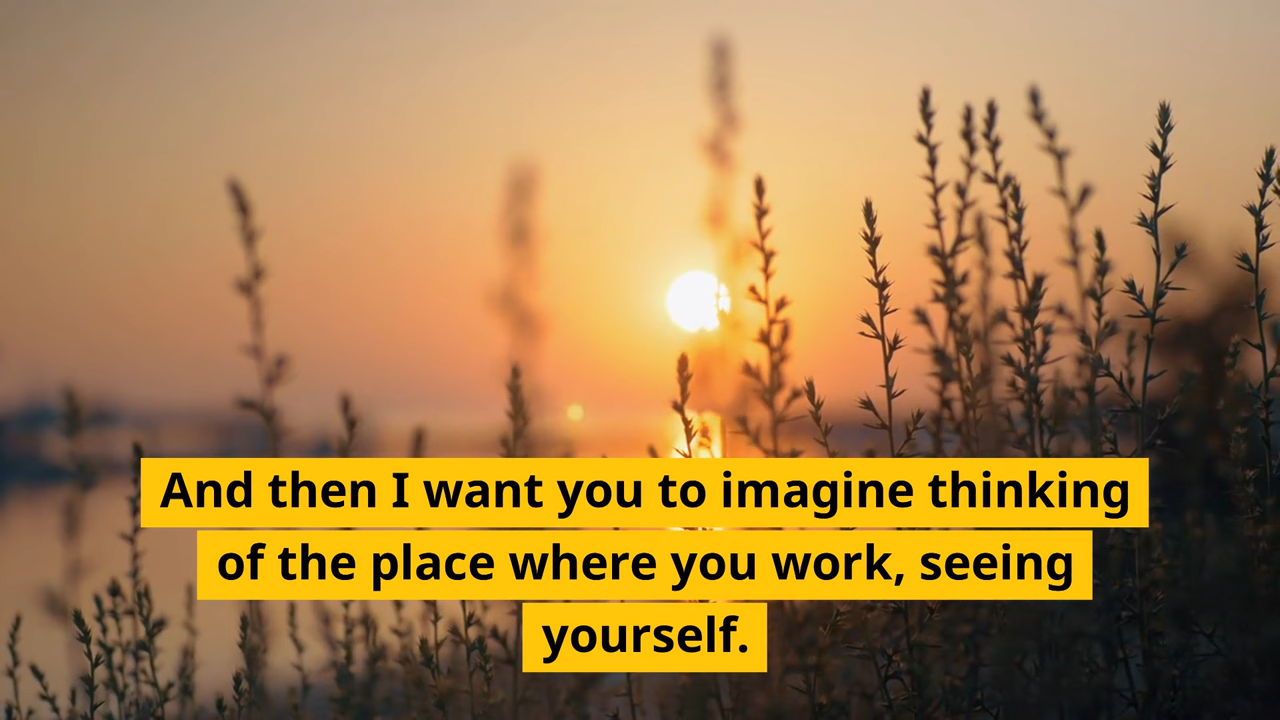 And then I want you to imagine thinking
of the place where you work, seeing
yourself.